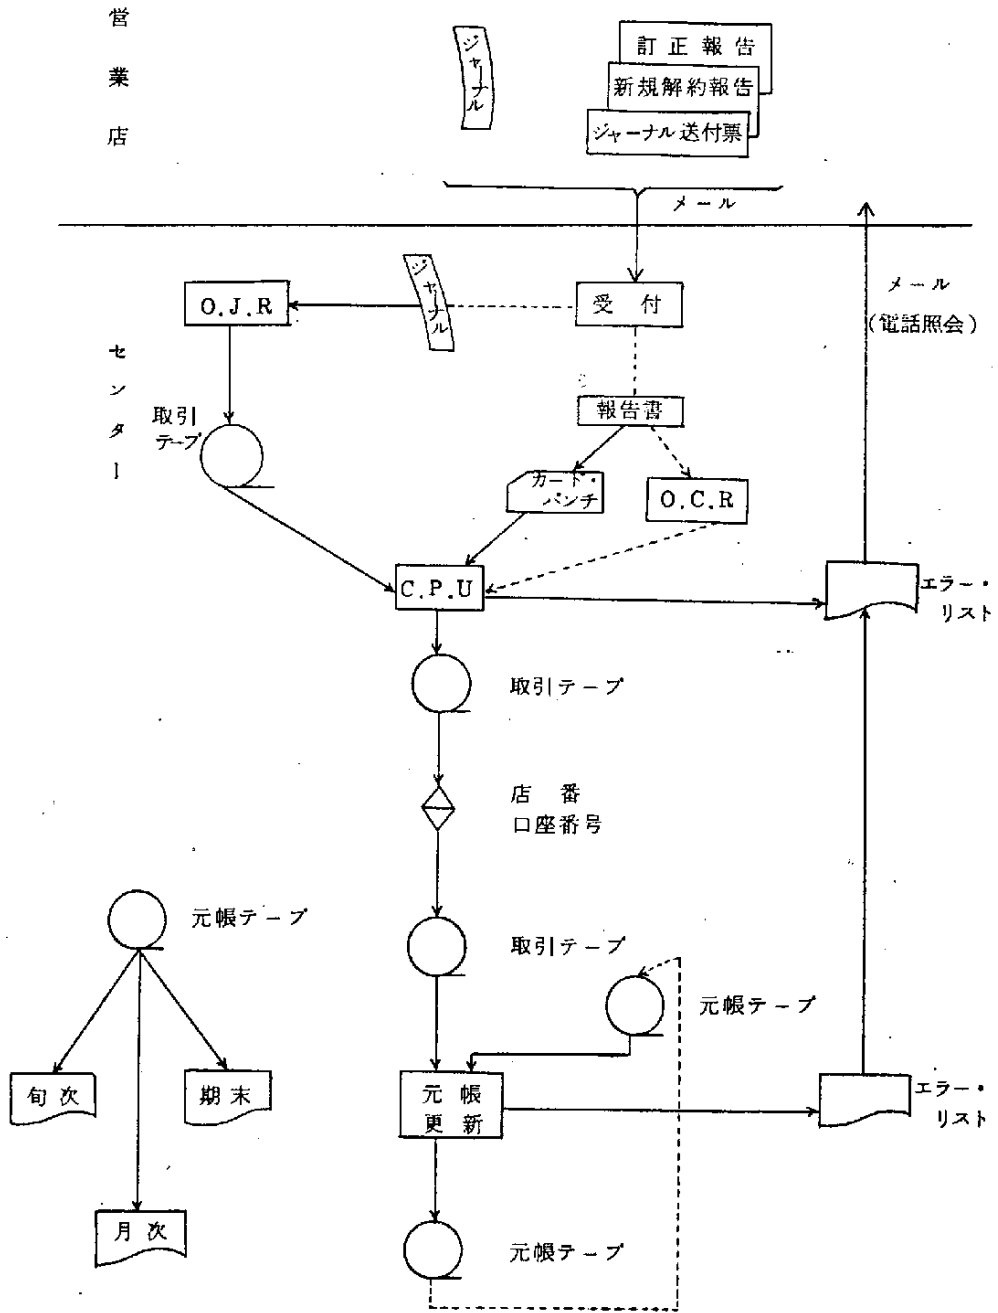 営業店
ジャーナル
訂正報告
新規解約報告
ジャーナル送付票
メール
センター
O.J.R
ジャーナル
受付
メール
(電話照会)
取引
テープ
報告書
カード・
パンチ
O.C.R
C.P.U
エラー・
リスト
取引テープ
店番
口座番号
元帳テープ
取引テープ
元帳テープ
旬次
期末
元帳
更新
エラー・
リスト
月次
元帳テープ